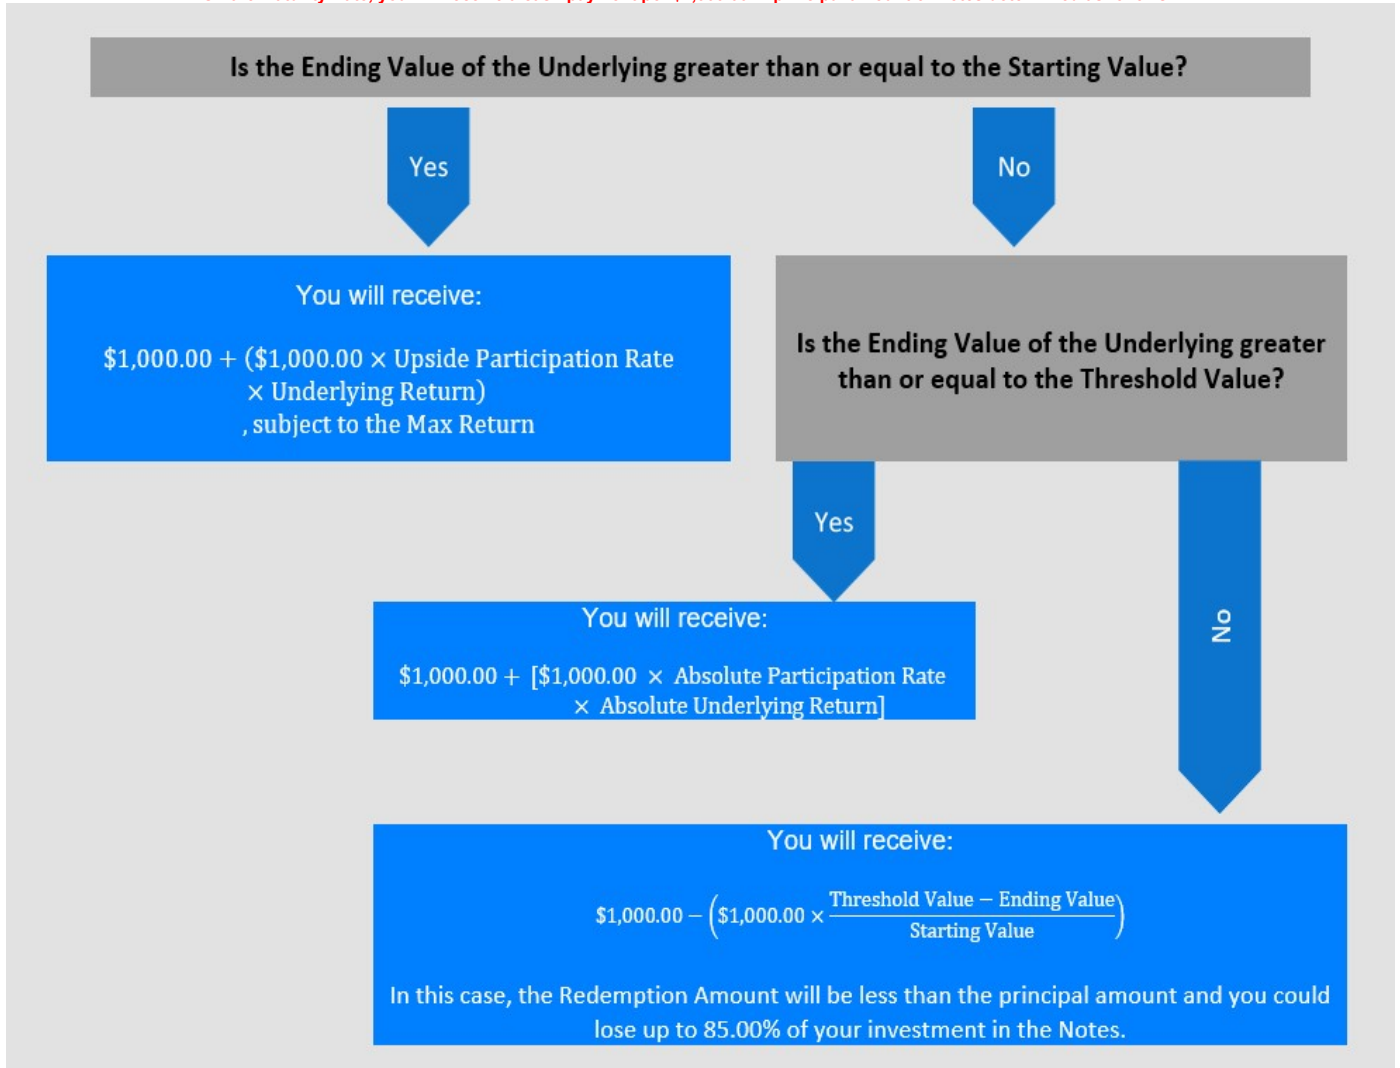 Is the Ending Value of the Underlying greater than or equal to the Starting Value?
Yes
No
You will receive:
$1,000.00 + ($1,000.00 × Upside Participation Rate
× Underlying Return)
, subject to the Max Return
Is the Ending Value of the Underlying greater
than or equal to the Threshold Value?
Yes
No
You will receive:
$1,000.00 + [$1,000.00 × Absolute Participation Rate
× Absolute Underlying Return]
You will receive:
$1,000.00 − ($1,000.00 × Threshold Value − Ending Value)
Starting Value
In this case, the Redemption Amount will be less than the principal amount and you could
lose up to 85.00% of your investment in the Notes.